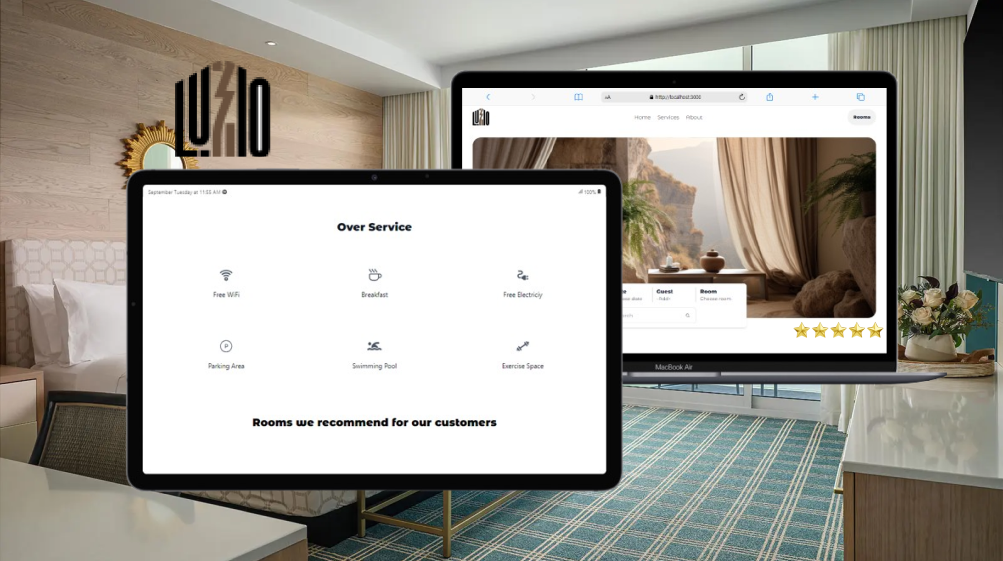 LUZIO
http://localhost:3000
Home Services About
Rooms
September Tuesday at 11:55 AM
100%
Over Service
Free WiFi
Breakfast
Free Electriciy
Parking Area
Swimming Pool
Exercise Space
Rooms we recommend for our customers
Guest
Room
Choose room
MacBook Air